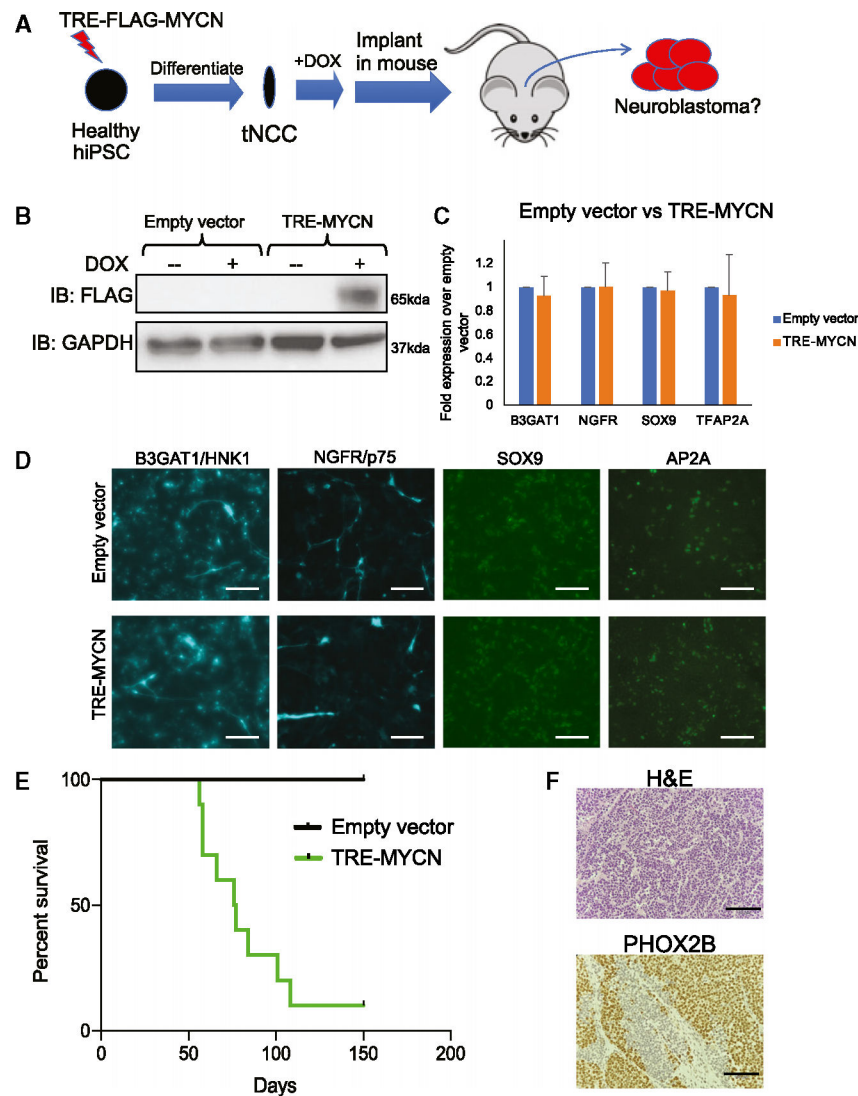 A
TRE-FLAG-MYCN
Healthy
hiPSC
Differentiate
tNCC
+DOX
Implant
in mouse
Neuroblastoma?
B
Empty vector
TRE-MYCN
DOX
--
+
--
+
IB: FLAG
65kda
IB: GAPDH
37kda
C
Empty vector vs TRE-MYCN
Fold expression over empty
vector
1.2
1
0.8
0.6
0.4
0.2
0
B3GAT1
NGFR
SOX9
TFAP2A
Empty vector
TRE-MYCN
D
B3GAT1/HNK1
NGFR/p75
SOX9
AP2A
Empty vector
TRE-MYCN
E
Percent survival
100
50
0
0
50
100
150
200
Days
Empty vector
TRE-MYCN
F
H&E
PHOX2B